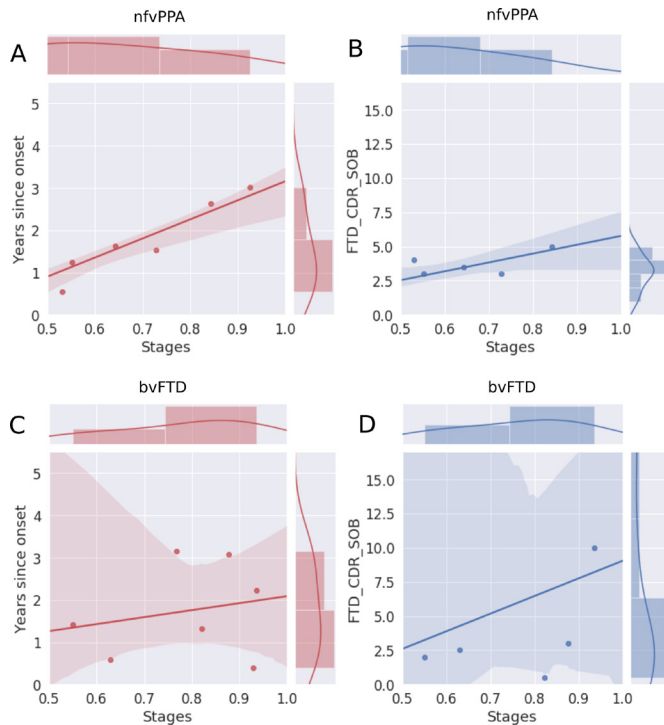 nfvPPA
A
Years since onset
5
4
3
2
1
0
0.5 0.6 0.7 0.8 0.9 1.0
Stages
nfvPPA
B
FTD_CDR_SOB
15.0
12.5
10.0
7.5
5.0
2.5
0.0
0.5 0.6 0.7 0.8 0.9 1.0
Stages
bvFTD
C
Years since onset
5
4
3
2
1
0
0.5 0.6 0.7 0.8 0.9 1.0
Stages
bvFTD
D
FTD_CDR_SOB
15.0
12.5
10.0
7.5
5.0
2.5
0.0
0.5 0.6 0.7 0.8 0.9 1.0
Stages